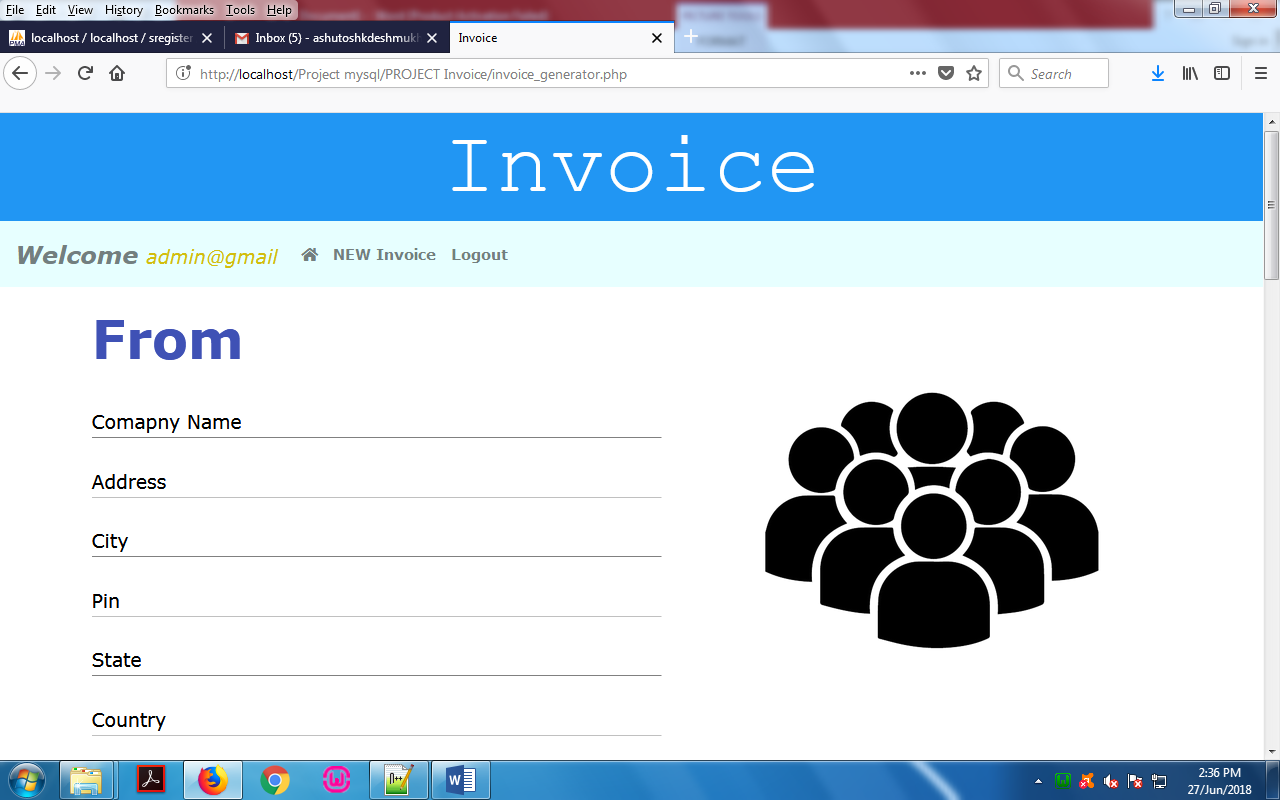 File Edit View History Bookmarks Tools Help
localhost / localhost / sregister
Inbox (5) - ashutoshkdeshmukh
Invoice
http://localhost/Project mysql/PROJECT Invoice/invoice_generator.php
Search
Invoice
Welcome admin@gmail NEW Invoice Logout
From
Comapny Name
Address
City
Pin
State
Country
2:36 PM
27/Jun/2018